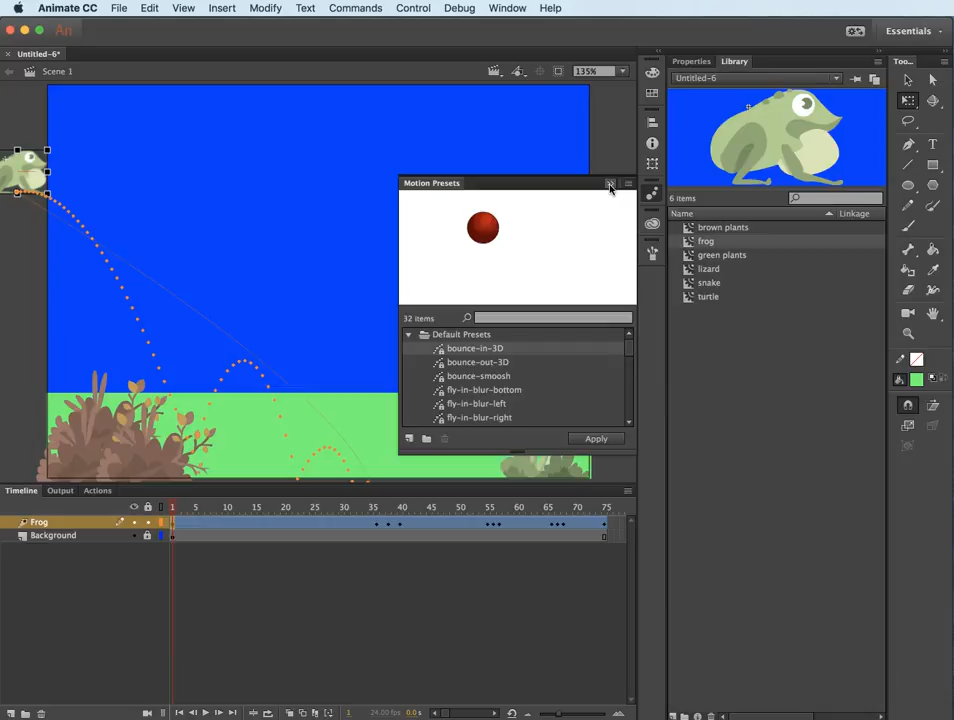 Animate CC File Edit View Insert Modify Text Commands Control Debug Window Help
An Essentials
× Untitled-6*
Scene 1 135%
Properties Library Too...
Untitled-6
Motion Presets
6 items
Name Linkage
brown plants
frog
green plants
lizard
snake
turtle
32 items
Default Presets
bounce-in-3D
bounce-out-3D
bounce-smoosh
fly-in-blur-bottom
fly-in-blur-left
fly-in-blur-right
Apply
Timeline Output Actions
1 5 10 15 20 25 30 35 40 45 50 55 60 65 70 75
Frog
Background
1 24.00 fps 0.0 s